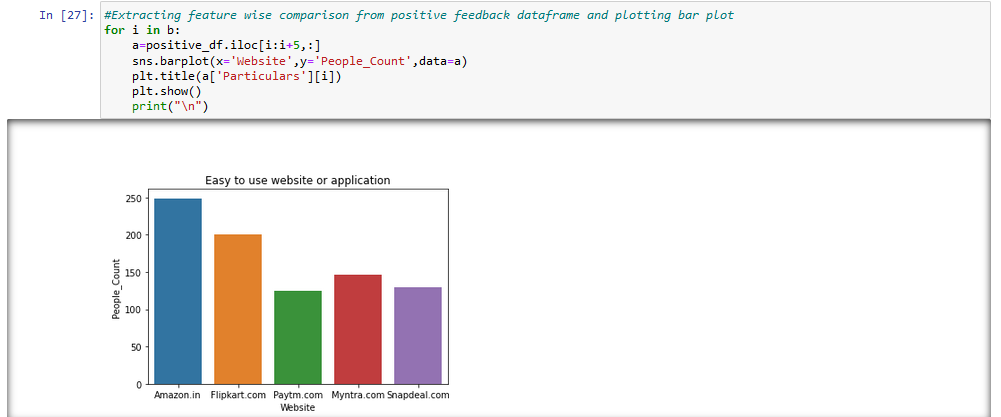 In [27]: #Extracting feature wise comparison from positive feedback dataframe and plotting bar plot
for i in b:
    a=positive_df.iloc[i:i+5,:]
    sns.barplot(x='Website',y='People_Count',data=a)
    plt.title(a['Particulars'][i])
    plt.show()
    print("\n")
Easy to use website or application
250
200
150
100
50
0
People_Count
Amazon.in Flipkart.com Paytm.com Myntra.com Snapdeal.com
Website